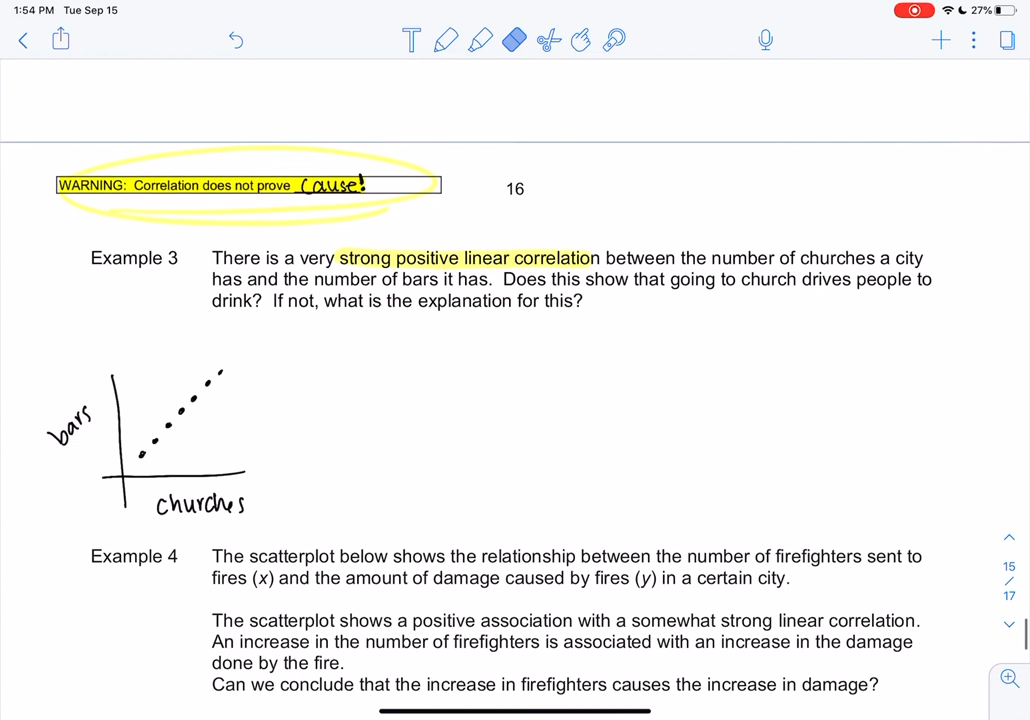 1:54 PM Tue Sep 15
27%
WARNING: Correlation does not prove cause!
16
Example 3 There is a very strong positive linear correlation between the number of churches a city
has and the number of bars it has. Does this show that going to church drives people to
drink? If not, what is the explanation for this?
bars
churches
Example 4 The scatterplot below shows the relationship between the number of firefighters sent to
fires (x) and the amount of damage caused by fires (y) in a certain city.
The scatterplot shows a positive association with a somewhat strong linear correlation.
An increase in the number of firefighters is associated with an increase in the damage
done by the fire.
Can we conclude that the increase in firefighters causes the increase in damage?
15
/
17